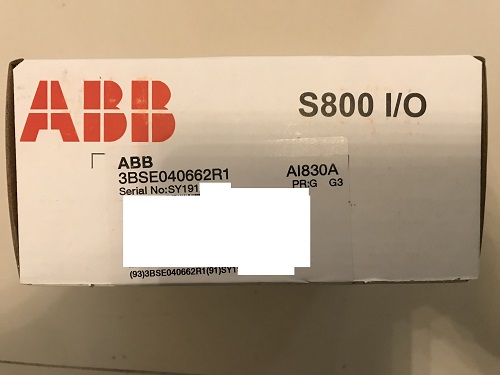 ABB
S800 I/O
ABB
3BSE040662R1 AI830A
Serial No:SY191 PR:G G3
(93)3BSE040662R1(91)SY1